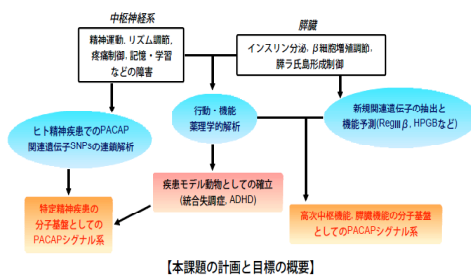 中枢神経系
膵臓
精神運動, リズム調節,
疼痛制御, 記憶・学習
などの障害
インスリン分泌, β細胞増殖調節,
膵ラ氏島形成制御
ヒト精神疾患でのPACAP
関連遺伝子SNPsの連鎖解析
行動・機能
薬理学的解析
新規関連遺伝子の抽出と
機能予測(RegⅢβ, HPGBなど)
特定精神疾患の
分子基盤としての
PACAPシグナル系
疾患モデル動物としての確立
(統合失調症, ADHD)
高次中枢機能, 膵臓機能の分子基盤
としてのPACAPシグナル系
【本課題の計画と目標の概要】